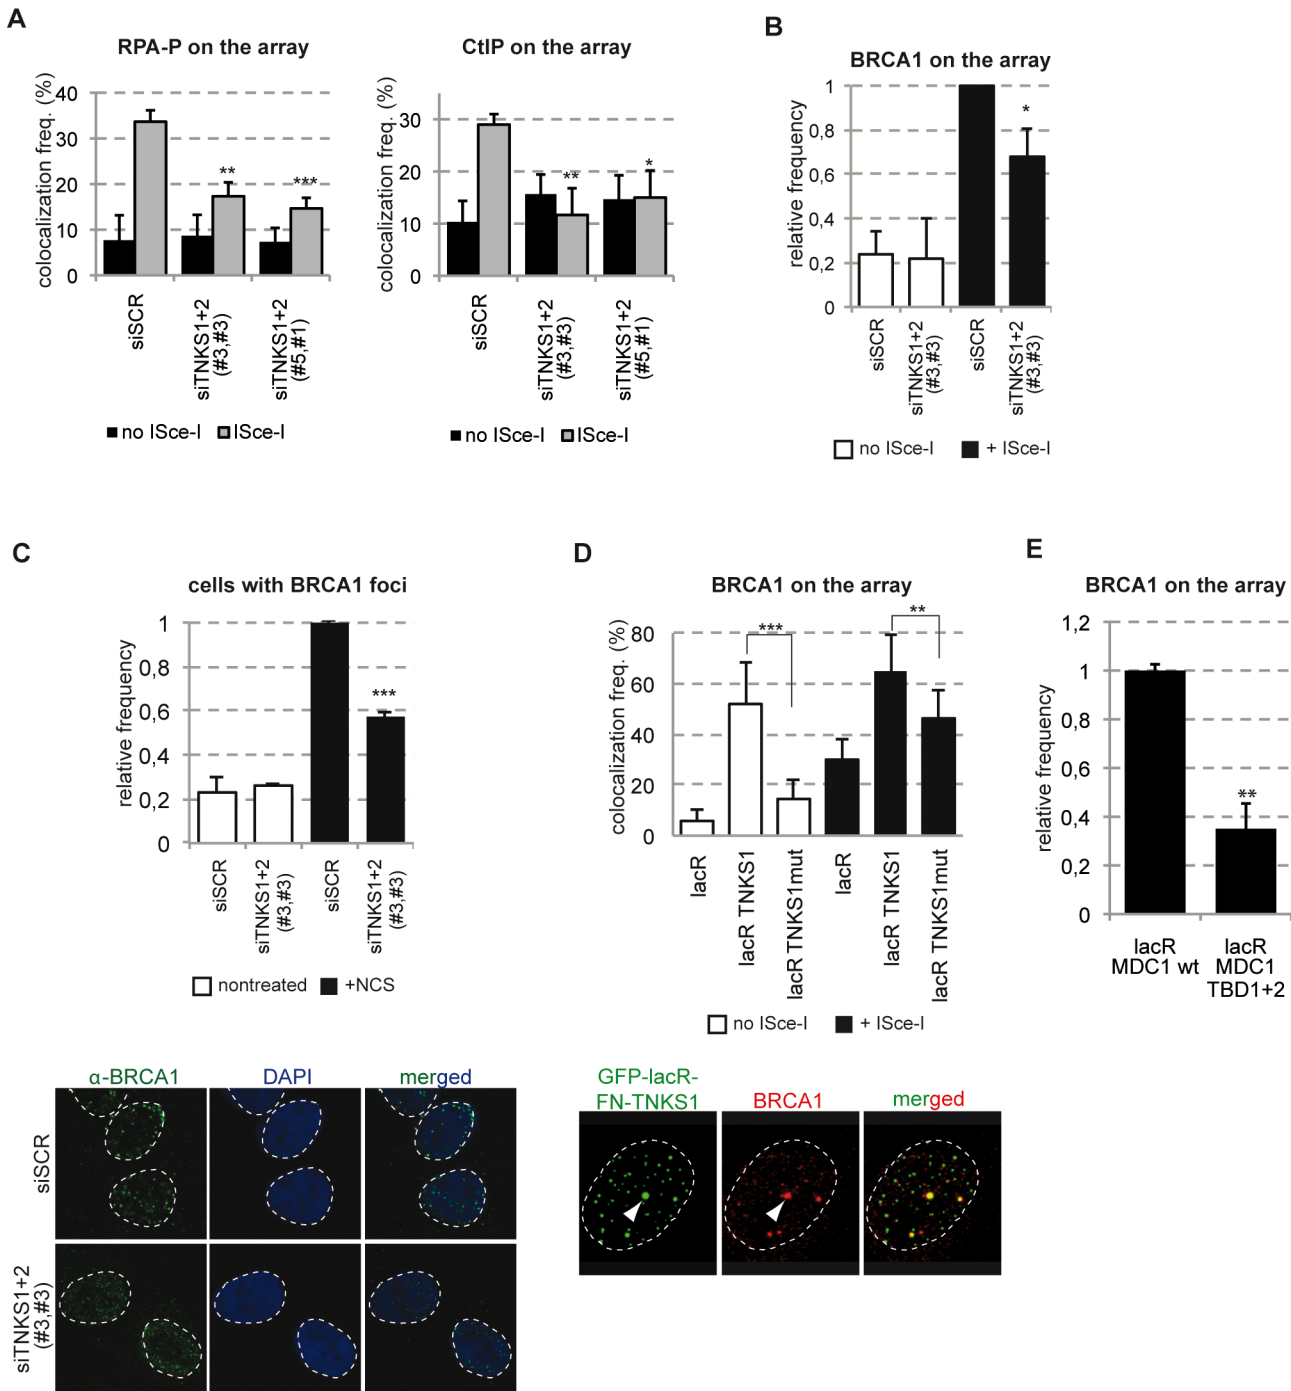 A
RPA-P on the array
colocalization freq. (%)
40
30
20
10
0
**
***
siSCR
siTNKS1+2
(#3,#3)
siTNKS1+2
(#5,#1)
no ISce-I
ISce-I
CtIP on the array
colocalization freq. (%)
30
20
10
0
**
*
siSCR
siTNKS1+2
(#3,#3)
siTNKS1+2
(#5,#1)
no ISce-I
ISce-I
B
BRCA1 on the array
relative frequency
1
0,8
0,6
0,4
0,2
0
*
siSCR
siTNKS1+2
(#3,#3)
siSCR
siTNKS1+2
(#3,#3)
no ISce-I
+ ISce-I
C
cells with BRCA1 foci
relative frequency
1
0,8
0,6
0,4
0,2
0
***
siSCR
siTNKS1+2
(#3,#3)
siSCR
siTNKS1+2
(#3,#3)
nontreated
+NCS
α-BRCA1
DAPI
merged
siSCR
siTNKS1+2
(#3,#3)
D
BRCA1 on the array
colocalization freq. (%)
80
60
40
20
0
***
**
lacR
lacR TNKS1
lacR TNKS1mut
lacR
lacR TNKS1
lacR TNKS1mut
no ISce-I
+ ISce-I
GFP-lacR-
FN-TNKS1
BRCA1
merged
E
BRCA1 on the array
relative frequency
1,2
1
0,8
0,6
0,4
0,2
0
**
lacR
MDC1 wt
lacR
MDC1
TBD1+2